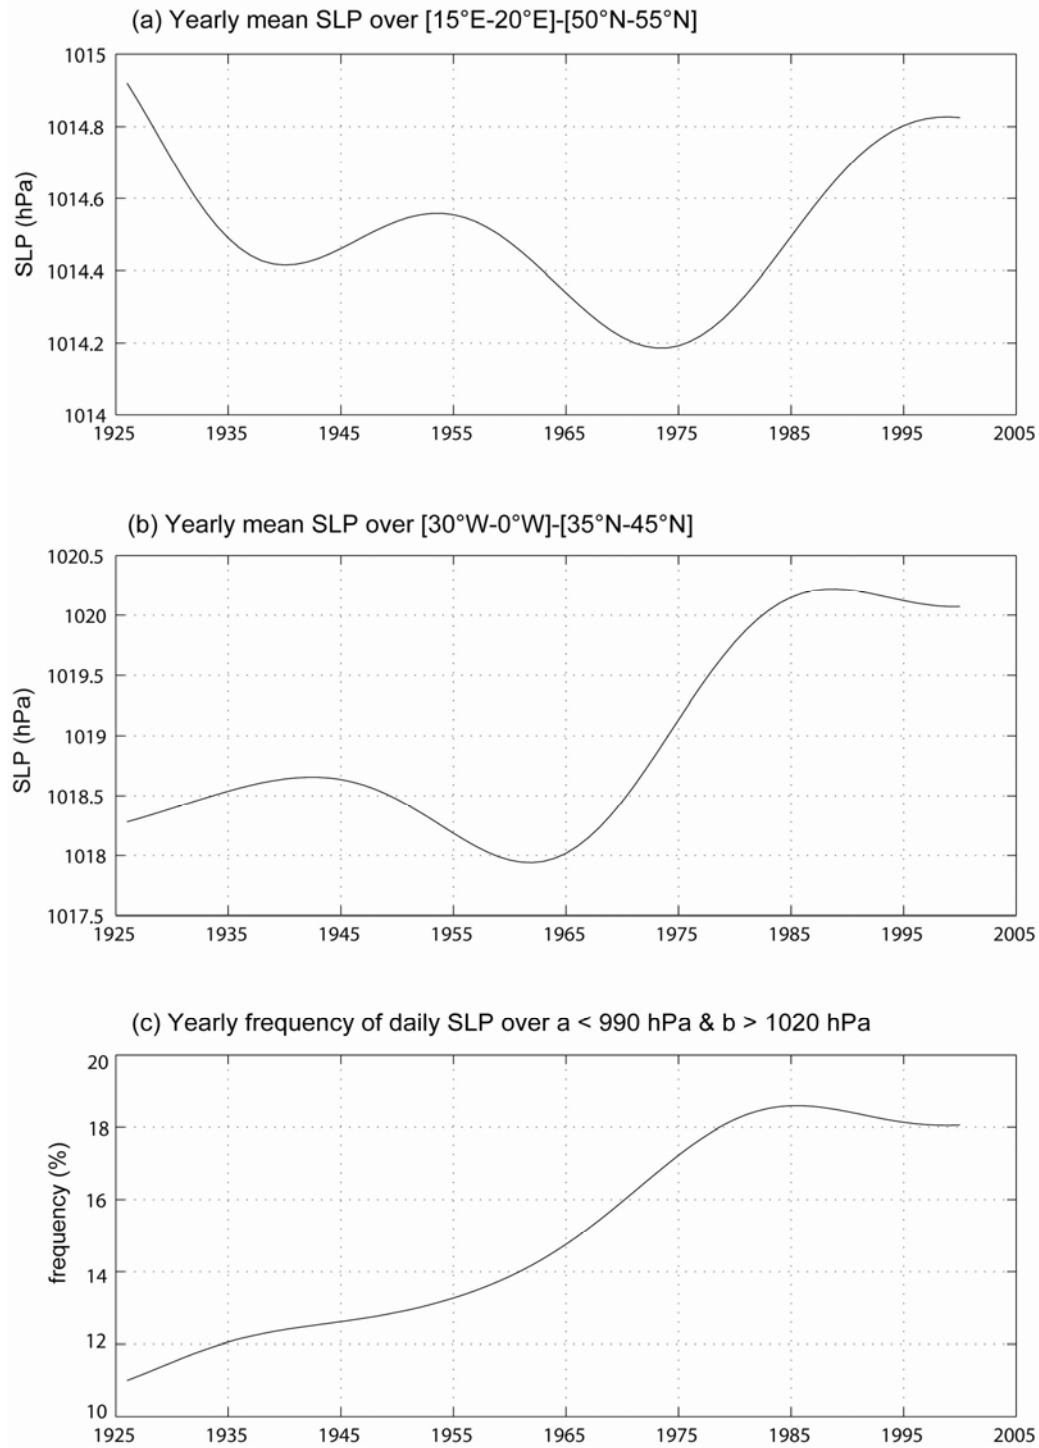 (a) Yearly mean SLP over [15°E-20°E]-[50°N-55°N]
1015
1014.8
1014.6
1014.4
1014.2
1014
SLP (hPa)
1925 1935 1945 1955 1965 1975 1985 1995 2005
(b) Yearly mean SLP over [30°W-0°W]-[35°N-45°N]
1020.5
1020
1019.5
1019
1018.5
1018
1017.5
SLP (hPa)
1925 1935 1945 1955 1965 1975 1985 1995 2005
(c) Yearly frequency of daily SLP over a < 990 hPa & b > 1020 hPa
20
18
16
14
12
10
frequency (%)
1925 1935 1945 1955 1965 1975 1985 1995 2005